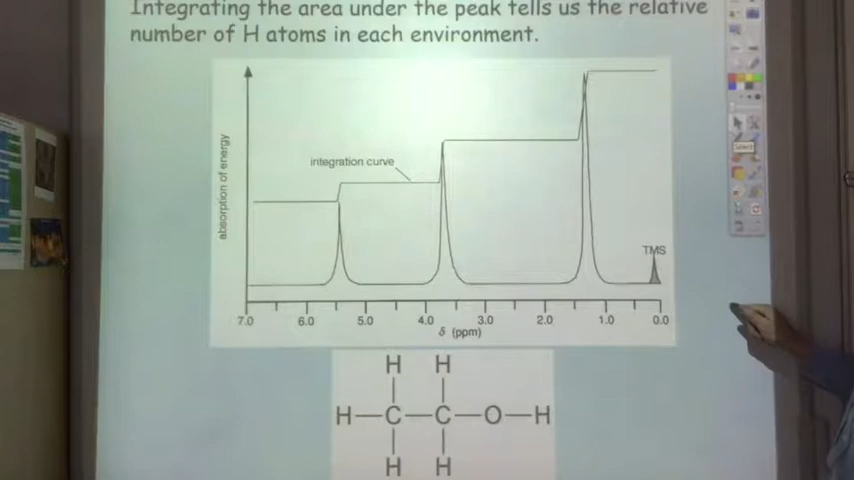 Integrating the area under the peak tells us the relative
number of H atoms in each environment.
absorption of energy
integration curve
TMS
7.0 6.0 5.0 4.0 3.0 2.0 1.0 0.0
δ (ppm)
H H
H—C—C—O—H
H H
Select